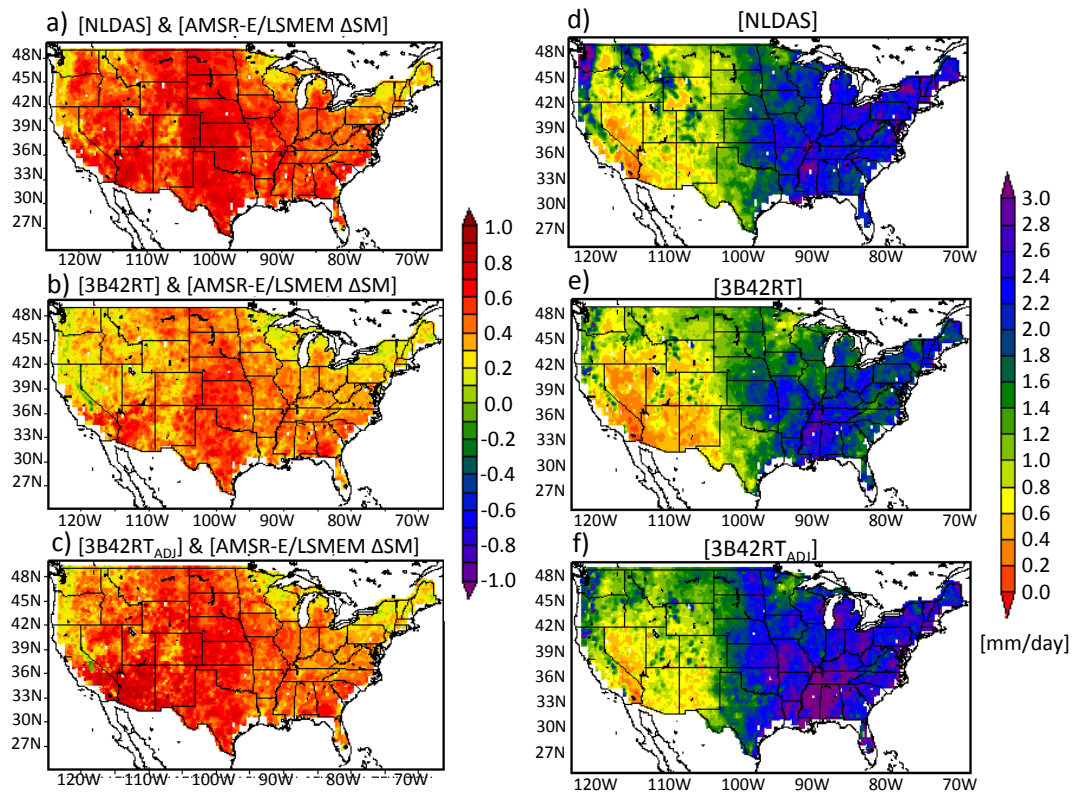 a) [NLDAS] & [AMSR-E/LSMEM ΔSM]
48N
45N
42N
39N
36N
33N
30N
27N
120W 110W 100W 90W 80W 70W
b) [3B42RT] & [AMSR-E/LSMEM ΔSM]
48N
45N
42N
39N
36N
33N
30N
27N
120W 110W 100W 90W 80W 70W
c) [3B42RT_ADJ] & [AMSR-E/LSMEM ΔSM]
48N
45N
42N
39N
36N
33N
30N
27N
120W 110W 100W 90W 80W 70W
1.0
0.8
0.6
0.4
0.2
0.0
-0.2
-0.4
-0.6
-0.8
-1.0
d) [NLDAS]
48N
45N
42N
39N
36N
33N
30N
27N
120W 110W 100W 90W 80W 70W
e) [3B42RT]
48N
45N
42N
39N
36N
33N
30N
27N
120W 110W 100W 90W 80W 70W
f) [3B42RT_ADJ]
48N
45N
42N
39N
36N
33N
30N
27N
120W 110W 100W 90W 80W 70W
3.0
2.8
2.6
2.4
2.2
2.0
1.8
1.6
1.4
1.2
1.0
0.8
0.6
0.4
0.2
0.0
[mm/day]